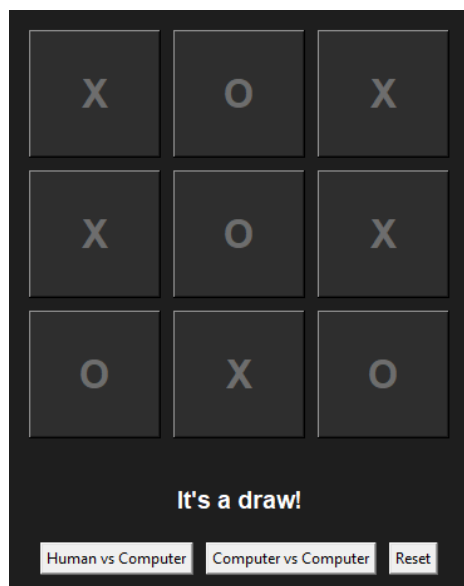 X O X
X O X
O X O
It's a draw!
Human vs Computer Computer vs Computer Reset